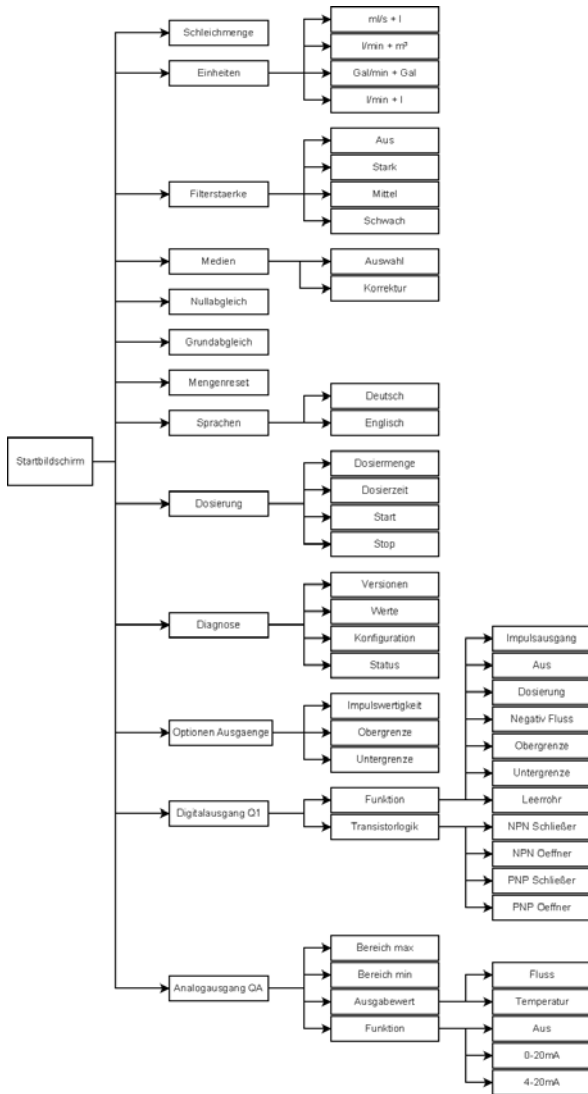 Startbildschirm
Schleichmenge
Einheiten
ml/s + l
l/min + m³
Gal/min + Gal
l/min + l
Filterstaerke
Aus
Stark
Mittel
Schwach
Medien
Auswahl
Korrektur
Nullabgleich
Grundabgleich
Mengenreset
Sprachen
Deutsch
Englisch
Dosierung
Dosiermenge
Dosierzeit
Start
Stop
Diagnose
Versionen
Werte
Konfiguration
Status
Optionen Ausgaenge
Impulswertigkeit
Obergrenze
Untergrenze
Digitalausgang Q1
Funktion
Impulsausgang
Aus
Dosierung
Negativ Fluss
Obergrenze
Untergrenze
Leerrohr
Transistorlogik
NPN Schließer
NPN Oeffner
PNP Schließer
PNP Oeffner
Analogausgang QA
Bereich max
Bereich min
Ausgabewert
Fluss
Temperatur
Funktion
Aus
0-20mA
4-20mA